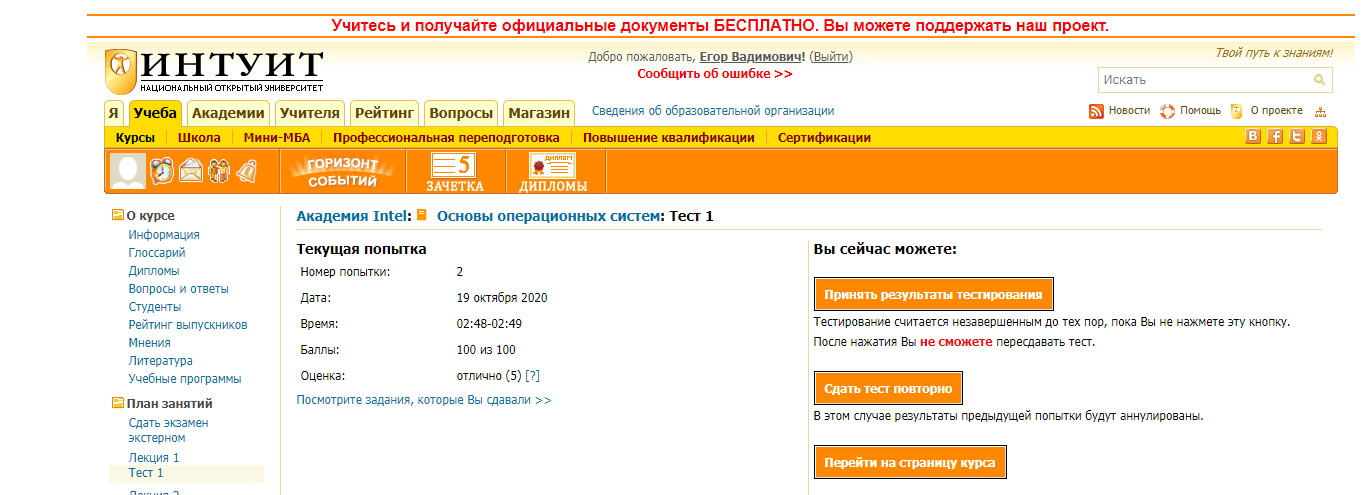 Учитесь и получайте официальные документы БЕСПЛАТНО. Вы можете поддержать наш проект.
ИНТУИТ
НАЦИОНАЛЬНЫЙ ОТКРЫТЫЙ УНИВЕРСИТЕТ
Добро пожаловать, Егор Вадимович! (Выйти)
Сообщить об ошибке >>
Твой путь к знаниям!
Искать
Я Учеба Академии Учителя Рейтинг Вопросы Магазин Сведения об образовательной организации Новости Помощь О проекте
Курсы Школа Мини-МБА Профессиональная переподготовка Повышение квалификации Сертификации
ГОРИЗОНТ
СОБЫТИЙ
5
ЗАЧЕТКА
ДИПЛОМ
ДИПЛОМЫ
О курсе
Информация
Глоссарий
Дипломы
Вопросы и ответы
Студенты
Рейтинг выпускников
Мнения
Литература
Учебные программы
План занятий
Сдать экзамен
экстерном
Лекция 1
Тест 1
Лекция 2
Академия Intel: Основы операционных систем: Тест 1
Текущая попытка
Номер попытки: 2
Дата: 19 октября 2020
Время: 02:48-02:49
Баллы: 100 из 100
Оценка: отлично (5) [?]
Посмотрите задания, которые Вы сдавали >>
Вы сейчас можете:
Принять результаты тестирования
Тестирование считается незавершенным до тех пор, пока Вы не нажмете эту кнопку.
После нажатия Вы не сможете пересдавать тест.
Сдать тест повторно
В этом случае результаты предыдущей попытки будут аннулированы.
Перейти на страницу курса